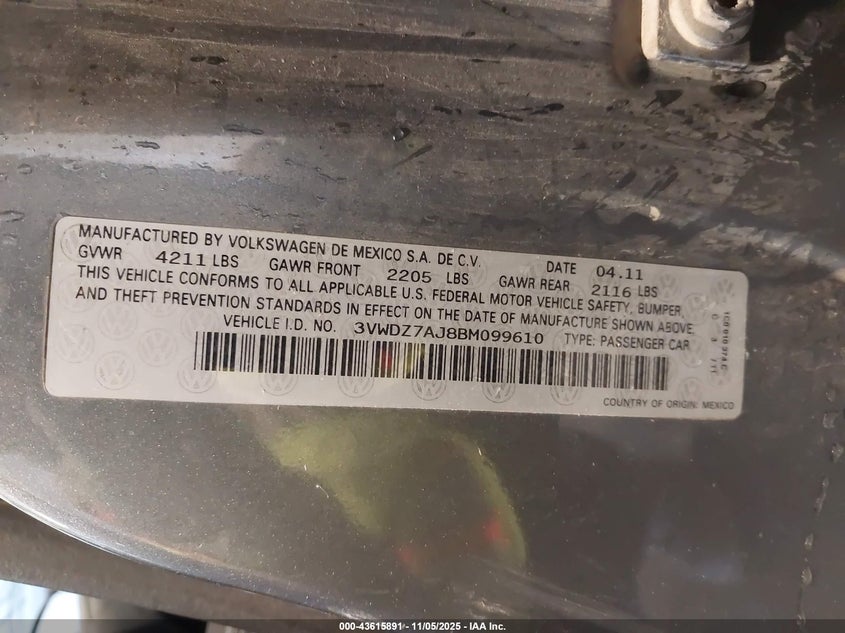 MANUFACTURED BY VOLKSWAGEN DE MEXICO S.A. DE C.V. DATE 04.11
GVWR 4211 LBS GAWR FRONT 2205 LBS GAWR REAR 2116 LBS
THIS VEHICLE CONFORMS TO ALL APPLICABLE U.S. FEDERAL MOTOR VEHICLE SAFETY, BUMPER,
AND THEFT PREVENTION STANDARDS IN EFFECT ON THE DATE OF MANUFACTURE SHOWN ABOVE.
VEHICLE I.D. NO. 3VWDZ7AJ8BM099610 TYPE: PASSENGER CAR
COUNTRY OF ORIGIN: MEXICO
000-43615891 - 11/05/2025 - IAA Inc.